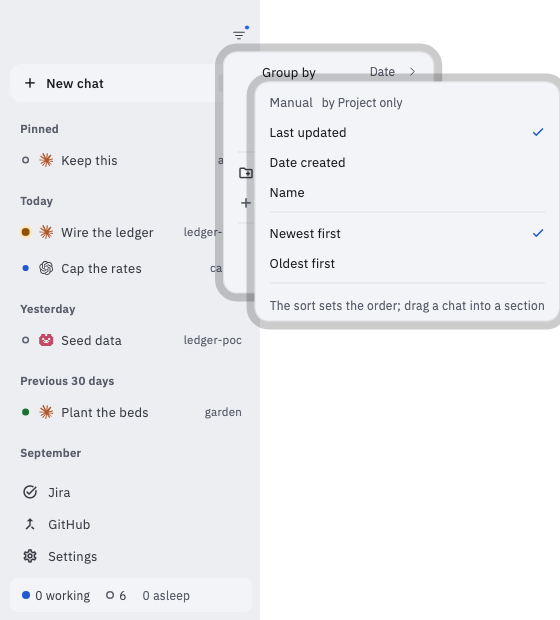 New chat
Pinned
Keep this
Today
Wire the ledger ledger-
Cap the rates ca
Yesterday
Seed data ledger-poc
Previous 30 days
Plant the beds garden
September
Jira
GitHub
Settings
0 working 6 0 asleep
Group by Date
Manual by Project only
Last updated
Date created
Name
Newest first
Oldest first
The sort sets the order; drag a chat into a section